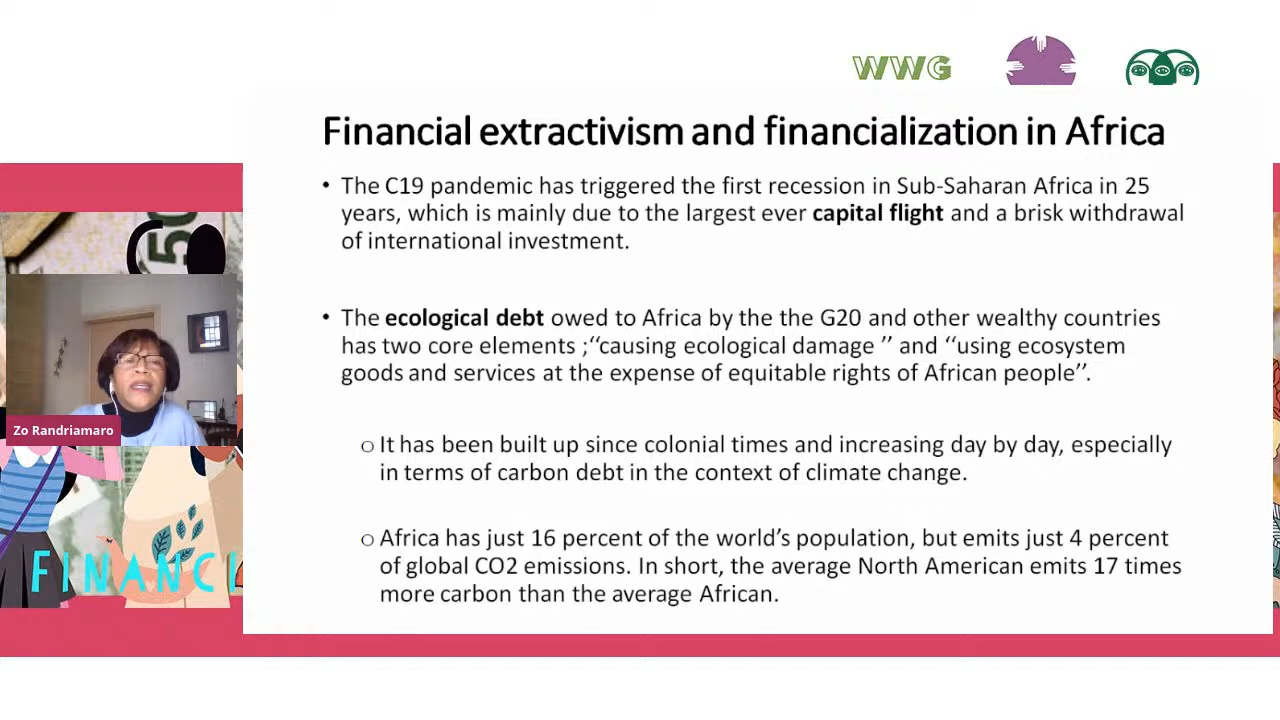 WWG
Financial extractivism and financialization in Africa
• The C19 pandemic has triggered the first recession in Sub-Saharan Africa in 25
years, which is mainly due to the largest ever capital flight and a brisk withdrawal
of international investment.
• The ecological debt owed to Africa by the the G20 and other wealthy countries
has two core elements ;‘‘causing ecological damage ’’ and ‘‘using ecosystem
goods and services at the expense of equitable rights of African people’’.
o It has been built up since colonial times and increasing day by day, especially
in terms of carbon debt in the context of climate change.
o Africa has just 16 percent of the world’s population, but emits just 4 percent
of global CO2 emissions. In short, the average North American emits 17 times
more carbon than the average African.
50
Zo Randriamaro
FINANCI